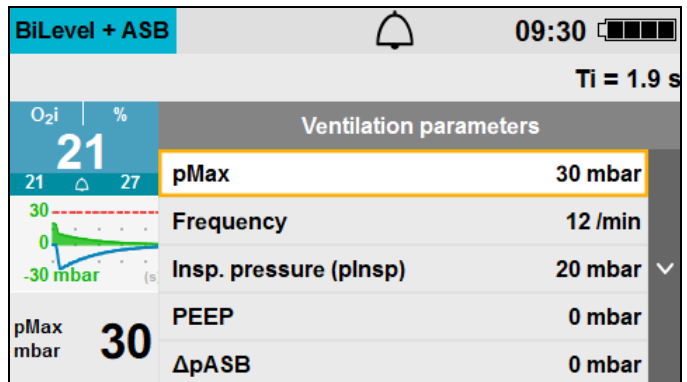 BiLevel + ASB 09:30
Ti = 1.9 s
O₂i %
21
21 27
Ventilation parameters
pMax 30 mbar
Frequency 12 /min
Insp. pressure (pInsp) 20 mbar
PEEP 0 mbar
ΔpASB 0 mbar
30
0
-30 mbar (s
pMax
mbar 30